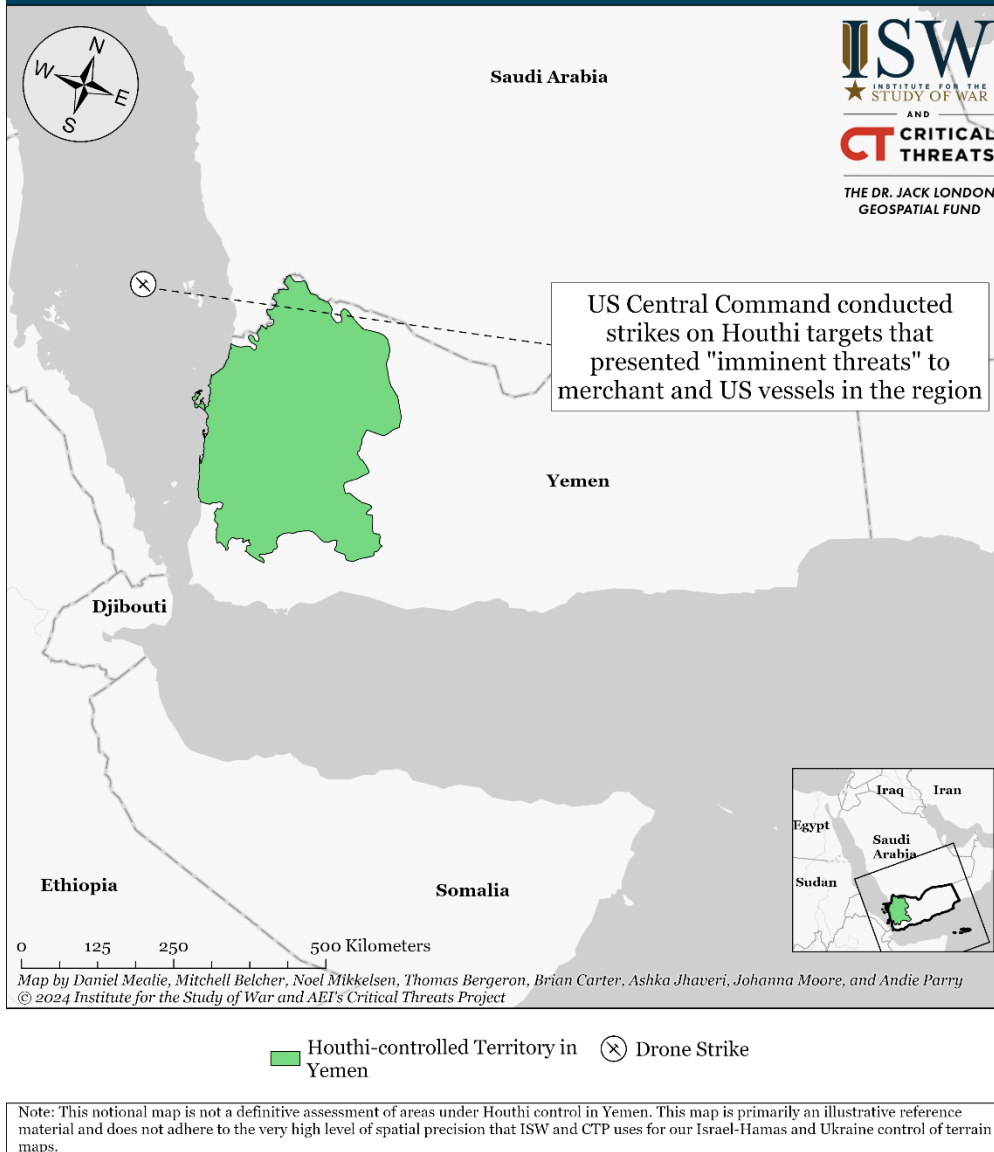 N
W
E
S
Saudi Arabia
ISW
INSTITUTE FOR THE
STUDY OF WAR
AND
CT CRITICAL
THREATS
THE DR. JACK LONDON
GEOSPATIAL FUND
US Central Command conducted
strikes on Houthi targets that
presented "imminent threats" to
merchant and US vessels in the region
Yemen
Djibouti
Ethiopia
Somalia
Iraq
Iran
Egypt
Saudi
Arabia
Sudan
0 125 250 500 Kilometers
Map by Daniel Mealie, Mitchell Belcher, Noel Mikkelsen, Thomas Bergeron, Brian Carter, Ashka Jhaveri, Johanna Moore, and Andie Parry
© 2024 Institute for the Study of War and AEI's Critical Threats Project
Houthi-controlled Territory in
Yemen
Drone Strike
Note: This notional map is not a definitive assessment of areas under Houthi control in Yemen. This map is primarily an illustrative reference
material and does not adhere to the very high level of spatial precision that ISW and CTP uses for our Israel-Hamas and Ukraine control of terrain
maps.